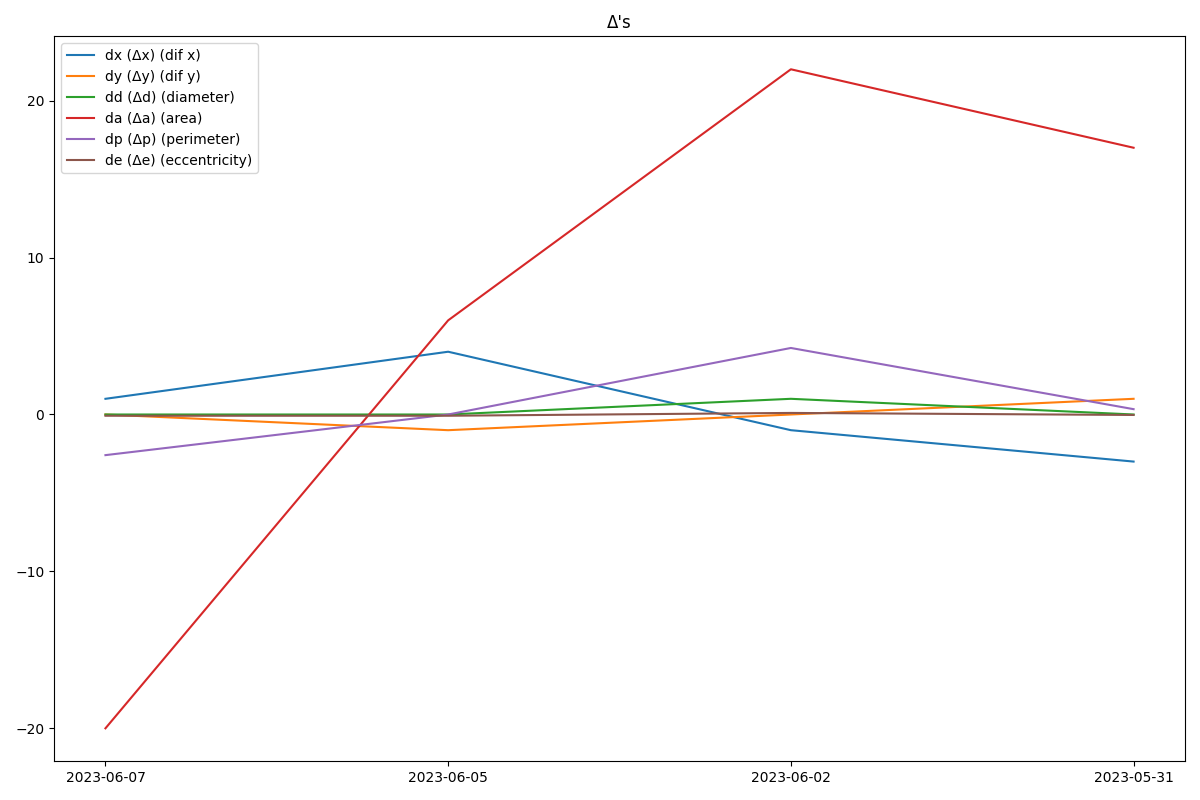 Δ's
dx (Δx) (dif x)
dy (Δy) (dif y)
dd (Δd) (diameter)
da (Δa) (area)
dp (Δp) (perimeter)
de (Δe) (eccentricity)
20
10
0
−10
−20
2023-06-07
2023-06-05
2023-06-02
2023-05-31